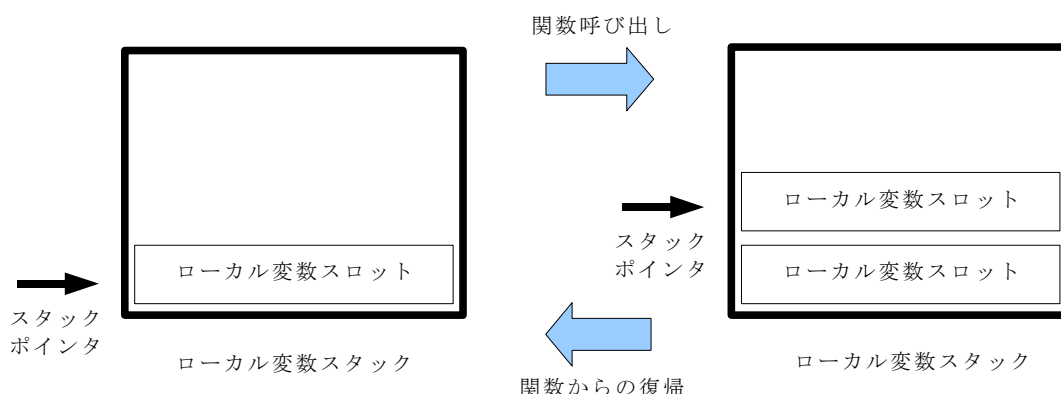 関数呼び出し
ローカル変数スロット
スタック
ポインタ
ローカル変数スロット
ローカル変数スロット
スタック
ポインタ
ローカル変数スタック
ローカル変数スタック
関数からの復帰